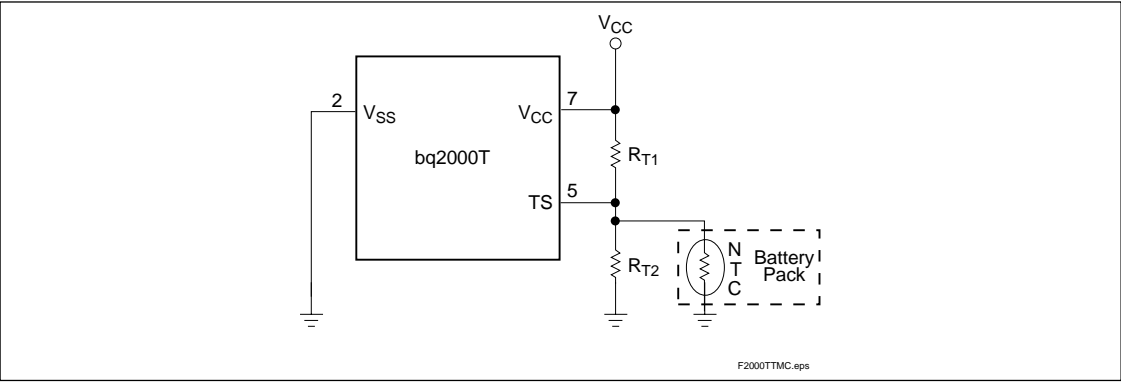 VCC
2
VSS
VCC
7
bq2000T
RT1
TS
5
RT2
N
T
C
Battery
Pack
F2000TTMC.eps